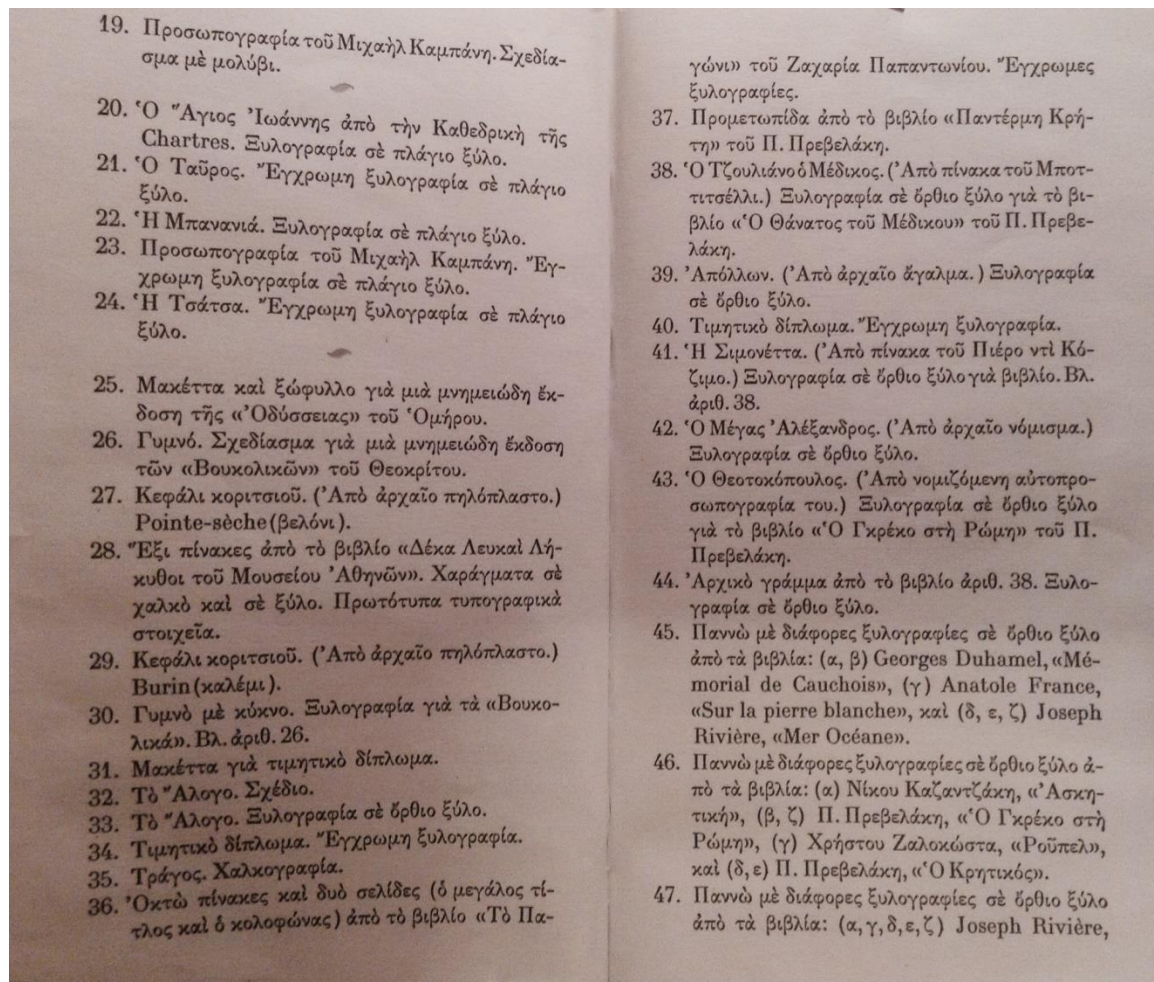 19. Προσωπογραφία τοῦ Μιχαὴλ Καμπάνη. Σχεδία-
σμα μὲ μολύβι.
20. Ὁ Ἅγιος Ἰωάννης ἀπὸ τὴν Καθεδρικὴ τῆς
Chartres. Ξυλογραφία σὲ πλάγιο ξύλο.
21. Ὁ Ταῦρος. Ἔγχρωμη ξυλογραφία σὲ πλάγιο
ξύλο.
22. Ἡ Μπανανιά. Ξυλογραφία σὲ πλάγιο ξύλο.
23. Προσωπογραφία τοῦ Μιχαὴλ Καμπάνη. Ἔγ-
χρωμη ξυλογραφία σὲ πλάγιο ξύλο.
24. Ἡ Τσάτσα. Ἔγχρωμη ξυλογραφία σὲ πλάγιο
ξύλο.
25. Μακέττα καὶ ξώφυλλο γιὰ μιὰ μνημειώδη ἔκ-
δοση τῆς «Ὀδύσσειας» τοῦ Ὁμήρου.
26. Γυμνό. Σχεδίασμα γιὰ μιὰ μνημειώδη ἔκδοση
τῶν «Βουκολικῶν» τοῦ Θεοκρίτου.
27. Κεφάλι κοριτσιοῦ. (Ἀπὸ ἀρχαῖο πηλόπλαστο.)
Pointe-sèche (βελόνι).
28. Ἕξι πίνακες ἀπὸ τὸ βιβλίο «Δέκα Λευκαὶ Λή-
κυθοι τοῦ Μουσείου Ἀθηνῶν». Χαράγματα σὲ
χαλκὸ καὶ σὲ ξύλο. Πρωτότυπα τυπογραφικὰ
στοιχεῖα.
29. Κεφάλι κοριτσιοῦ. (Ἀπὸ ἀρχαῖο πηλόπλαστο.)
Burin (καλέμι).
30. Γυμνὸ μὲ κύκνο. Ξυλογραφία γιὰ τὰ «Βουκο-
λικά». Βλ. ἀριθ. 26.
31. Μακέττα γιὰ τιμητικὸ δίπλωμα.
32. Τὸ Ἄλογο. Σχέδιο.
33. Τὸ Ἄλογο. Ξυλογραφία σὲ ὄρθιο ξύλο.
34. Τιμητικὸ δίπλωμα. Ἔγχρωμη ξυλογραφία.
35. Τράγος. Χαλκογραφία.
36. Ὀκτὼ πίνακες καὶ δυὸ σελίδες (ὁ μεγάλος τί-
τλος καὶ ὁ κολοφώνας) ἀπὸ τὸ βιβλίο «Τὸ Πα-
γώνι» τοῦ Ζαχαρία Παπαντωνίου. Ἔγχρωμες
ξυλογραφίες.
37. Προμετωπίδα ἀπὸ τὸ βιβλίο «Παντέρμη Κρή-
τη» τοῦ Π. Πρεβελάκη.
38. Ὁ Τζουλιάνο ὁ Μέδικος. (Ἀπὸ πίνακα τοῦ Μποτ-
τιτσέλλι.) Ξυλογραφία σὲ ὄρθιο ξύλο γιὰ τὸ βι-
βλίο «Ὁ Θάνατος τοῦ Μέδικου» τοῦ Π. Πρεβε-
λάκη.
39. Ἀπόλλων. (Ἀπὸ ἀρχαῖο ἄγαλμα.) Ξυλογραφία
σὲ ὄρθιο ξύλο.
40. Τιμητικὸ δίπλωμα. Ἔγχρωμη ξυλογραφία.
41. Ἡ Σιμονέττα. (Ἀπὸ πίνακα τοῦ Πιέρο ντὶ Κό-
ζιμο.) Ξυλογραφία σὲ ὄρθιο ξύλο γιὰ βιβλίο. Βλ.
ἀριθ. 38.
42. Ὁ Μέγας Ἀλέξανδρος. (Ἀπὸ ἀρχαῖο νόμισμα.)
Ξυλογραφία σὲ ὄρθιο ξύλο.
43. Ὁ Θεοτοκόπουλος. (Ἀπὸ νομιζόμενη αὐτοπρο-
σωπογραφία του.) Ξυλογραφία σὲ ὄρθιο ξύλο
γιὰ τὸ βιβλίο «Ὁ Γκρέκο στὴ Ρώμη» τοῦ Π.
Πρεβελάκη.
44. Ἀρχικὸ γράμμα ἀπὸ τὸ βιβλίο ἀριθ. 38. Ξυλο-
γραφία σὲ ὄρθιο ξύλο.
45. Παννὼ μὲ διάφορες ξυλογραφίες σὲ ὄρθιο ξύλο
ἀπὸ τὰ βιβλία: (α, β) Georges Duhamel, «Mé-
morial de Cauchois», (γ) Anatole France,
«Sur la pierre blanche», καὶ (δ, ε, ζ) Joseph
Rivière, «Mer Océane».
46. Παννὼ μὲ διάφορες ξυλογραφίες σὲ ὄρθιο ξύλο ἀ-
πὸ τὰ βιβλία: (α) Νίκου Καζαντζάκη, «Ἀσκη-
τική», (β, ζ) Π. Πρεβελάκη, «Ὁ Γκρέκο στὴ
Ρώμη», (γ) Χρήστου Ζαλοκώστα, «Ροῦπελ»,
καὶ (δ, ε) Π. Πρεβελάκη, «Ὁ Κρητικός».
47. Παννὼ μὲ διάφορες ξυλογραφίες σὲ ὄρθιο ξύλο
ἀπὸ τὰ βιβλία: (α, γ, δ, ε, ζ) Joseph Rivière,